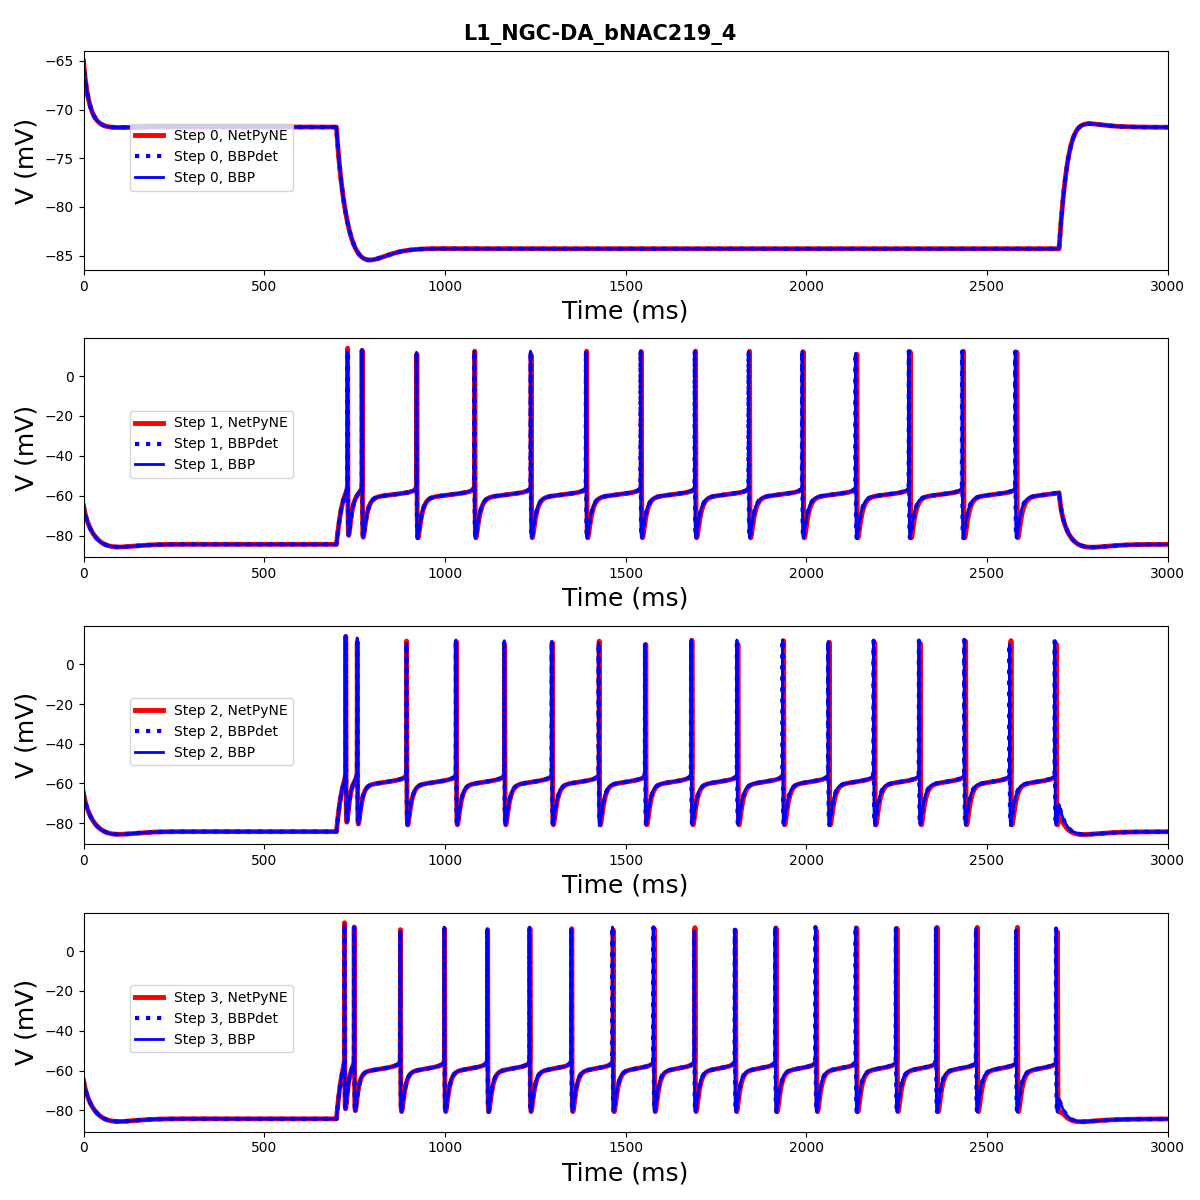 L1_NGC-DA_bNAC219_4
−65
−70
−75
−80
−85
V (mV)
Step 0, NetPyNE
Step 0, BBPdet
Step 0, BBP
0 500 1000 1500 2000 2500 3000
Time (ms)
0
−20
−40
−60
−80
V (mV)
Step 1, NetPyNE
Step 1, BBPdet
Step 1, BBP
0 500 1000 1500 2000 2500 3000
Time (ms)
0
−20
−40
−60
−80
V (mV)
Step 2, NetPyNE
Step 2, BBPdet
Step 2, BBP
0 500 1000 1500 2000 2500 3000
Time (ms)
0
−20
−40
−60
−80
V (mV)
Step 3, NetPyNE
Step 3, BBPdet
Step 3, BBP
0 500 1000 1500 2000 2500 3000
Time (ms)